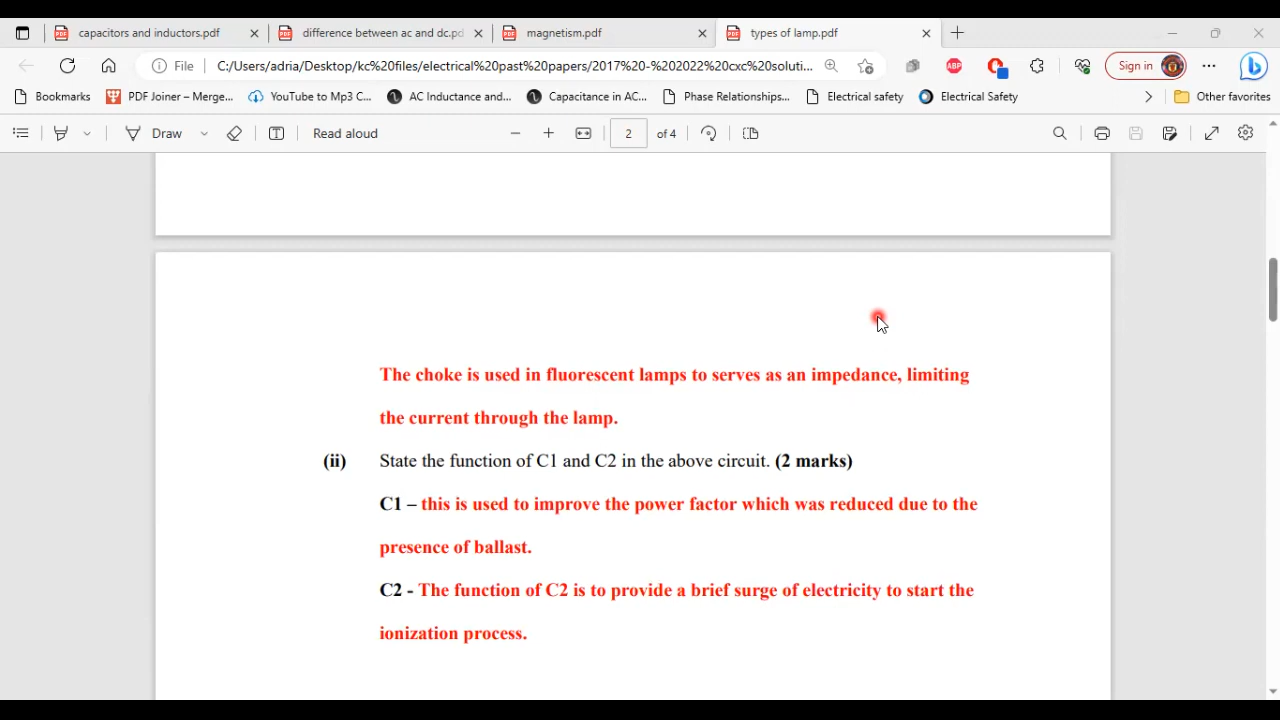 capacitors and inductors.pdf
difference between ac and dc.pd
magnetism.pdf
types of lamp.pdf
File
C:/Users/adria/Desktop/kc%20files/electrical%20past%20papers/2017%20-%202022%20cxc%20soluti...
ABP
Sign in
Bookmarks
PDF Joiner – Merge...
YouTube to Mp3 C...
AC Inductance and...
Capacitance in AC...
Phase Relationships...
Electrical safety
Electrical Safety
Other favorites
Draw
Read aloud
2 of 4
The choke is used in fluorescent lamps to serves as an impedance, limiting
the current through the lamp.
(ii) State the function of C1 and C2 in the above circuit. (2 marks)
C1 – this is used to improve the power factor which was reduced due to the
presence of ballast.
C2 - The function of C2 is to provide a brief surge of electricity to start the
ionization process.